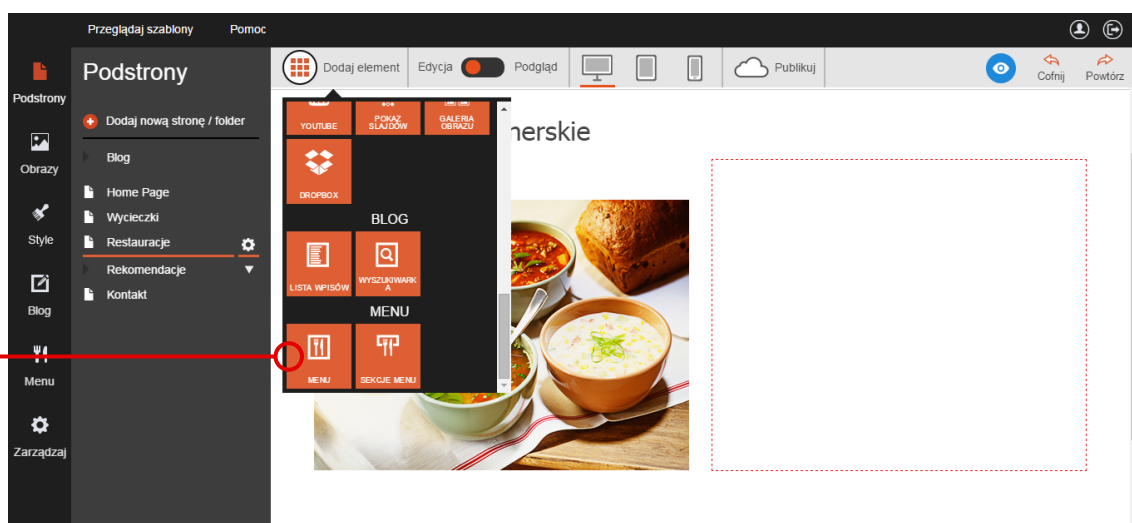 Przeglądaj szablony Pomoc
Podstrony
Obrazy
Style
Blog
Menu
Zarządzaj
Podstrony
Dodaj nową stronę / folder
Blog
Home Page
Wycieczki
Restauracje
Rekomendacje
Kontakt
Dodaj element Edycja Podgląd Publikuj Cofnij Powtórz
YOUTUBE
POKAZ SLAJDÓW
GALERIA OBRAZU
DROPBOX
BLOG
LISTA WPISÓW
WYSZUKIWARK
A
MENU
MENU
SEKCJE MENU
nerskie